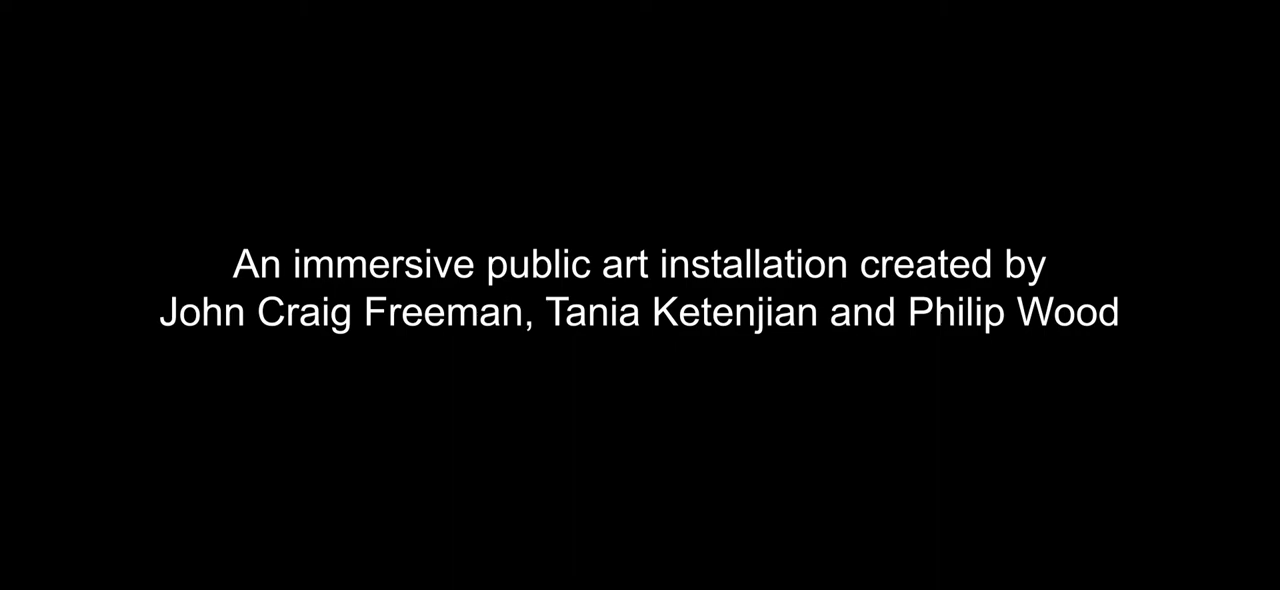 An immersive public art installation created by
John Craig Freeman, Tania Ketenjian and Philip Wood